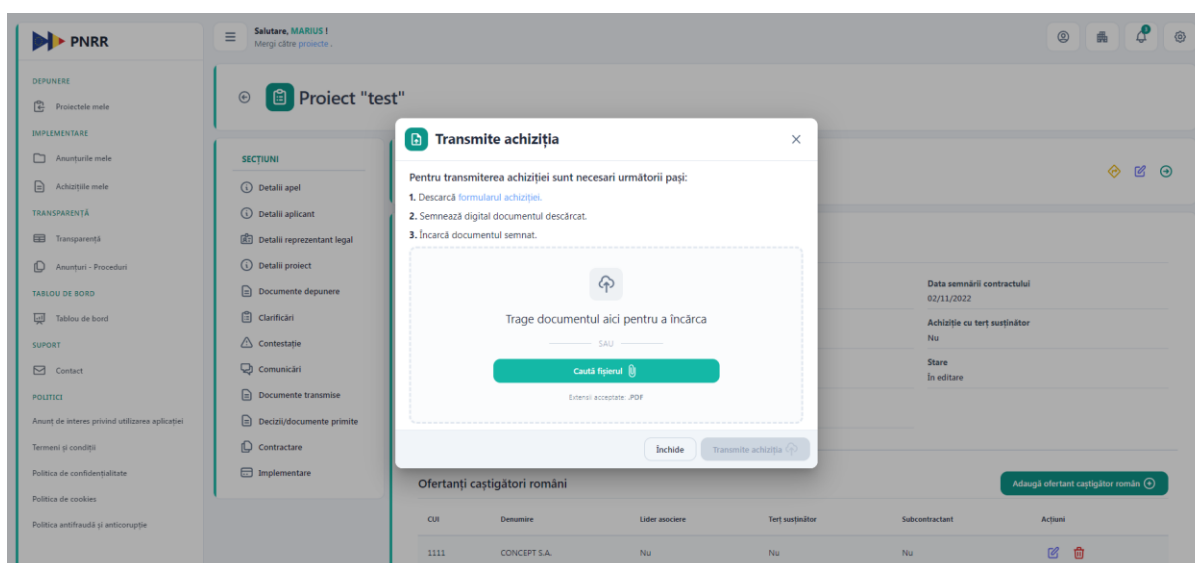 PNRR
Salutare, MARIUS !
Mergi către proiecte .
DEPUNERE
Proiectele mele
IMPLEMENTARE
Anunțurile mele
Achizițiile mele
TRANSPARENȚĂ
Transparență
Anunțuri - Proceduri
TABLOU DE BORD
Tablou de bord
SUPORT
Contact
POLITICI
Anunț de interes privind utilizarea aplicației
Termeni și condiții
Politica de confidențialitate
Politica de cookies
Politica antifraudă și anticorupție
Proiect "test"
SECȚIUNI
Detalii apel
Detalii aplicant
Detalii reprezentant legal
Detalii proiect
Documente depunere
Clarificări
Contestație
Comunicări
Documente transmise
Decizii/documente primite
Contractare
Implementare
Transmite achiziția
Pentru transmiterea achiziției sunt necesari următorii pași:
1. Descarcă formularul achiziției.
2. Semnează digital documentul descărcat.
3. Încarcă documentul semnat.
Trage documentul aici pentru a încărca
SAU
Caută fișierul
Extensii acceptate: .PDF
Închide
Transmite achiziția
Data semnării contractului
02/11/2022
Achiziție cu terț susținător
Nu
Stare
În editare
Ofertanți caștigători români
Adaugă ofertant caștigător român
CUI Denumire Lider asociere Terț susținător Subcontractant Acțiuni
1111 CONCEPT S.A. Nu Nu Nu